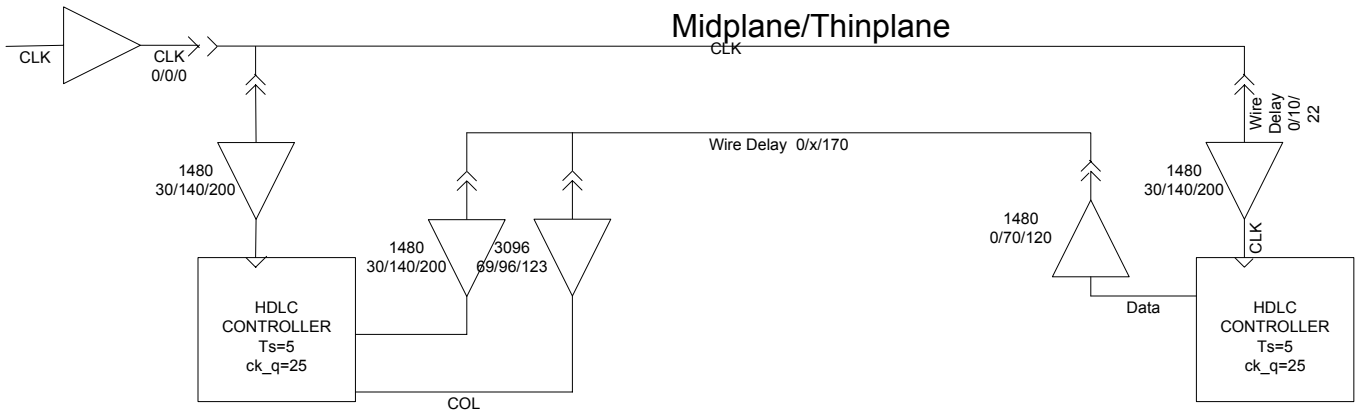 Midplane/Thinplane
CLK
CLK
0/0/0
CLK
Wire
Delay
0/10/
22
Wire Delay 0/x/170
1480
30/140/200
1480
30/140/200
3096
69/96/123
1480
0/70/120
1480
30/140/200
CLK
HDLC
CONTROLLER
Ts=5
ck_q=25
Data
HDLC
CONTROLLER
Ts=5
ck_q=25
COL